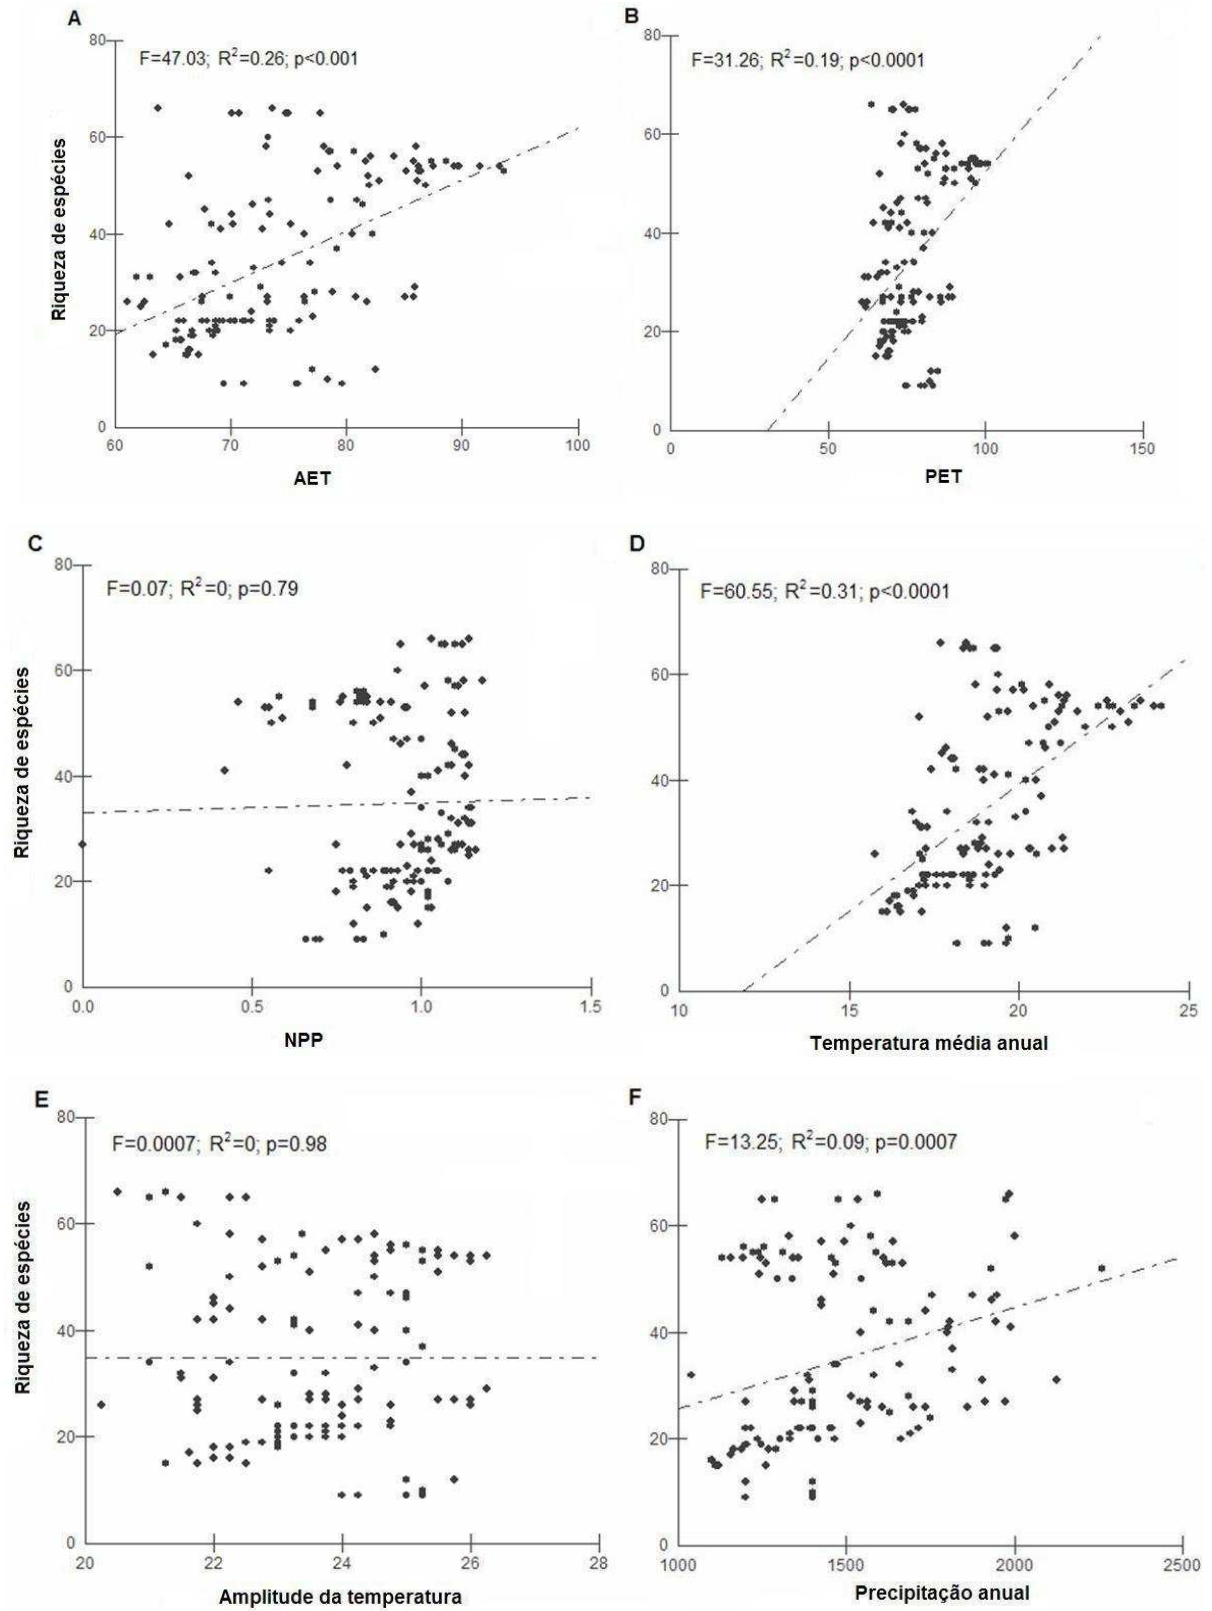 A
80
F=47.03; R²=0.26; p<0.001
60
40
20
0
60 70 80 90 100
Riqueza de espécies
AET
B
80
F=31.26; R²=0.19; p<0.0001
60
40
20
0
0 50 100 150
PET
C
80
F=0.07; R²=0; p=0.79
60
40
20
0
0.0 0.5 1.0 1.5
Riqueza de espécies
NPP
D
80
F=60.55; R²=0.31; p<0.0001
60
40
20
0
10 15 20 25
Temperatura média anual
E
80
F=0.0007; R²=0; p=0.98
60
40
20
0
20 22 24 26 28
Riqueza de espécies
Amplitude da temperatura
F
80
F=13.25; R²=0.09; p=0.0007
60
40
20
0
1000 1500 2000 2500
Precipitação anual